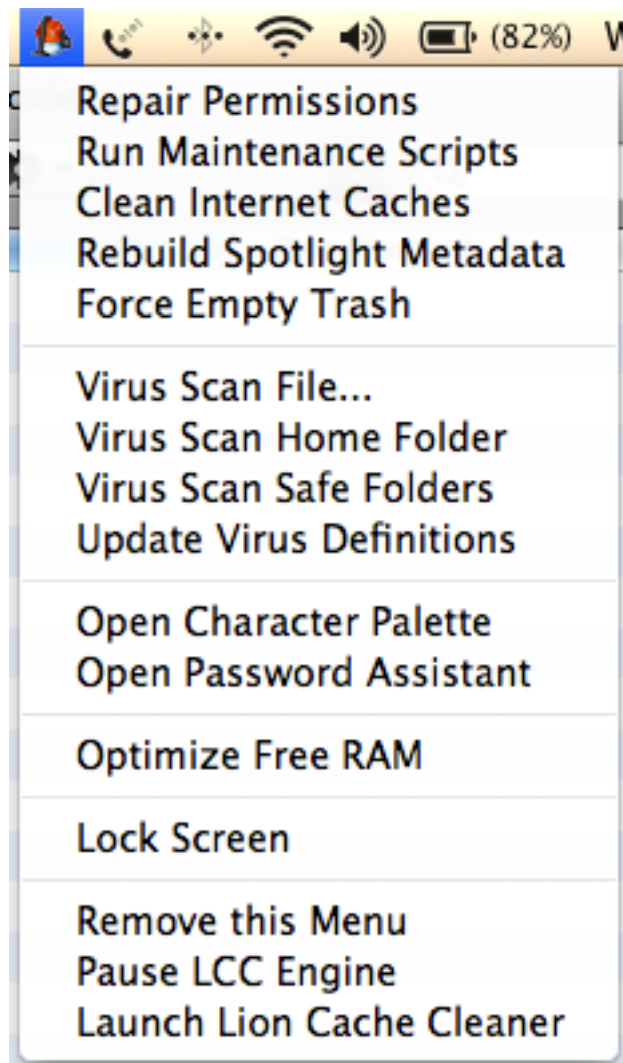 (82%)
Repair Permissions
Run Maintenance Scripts
Clean Internet Caches
Rebuild Spotlight Metadata
Force Empty Trash
Virus Scan File...
Virus Scan Home Folder
Virus Scan Safe Folders
Update Virus Definitions
Open Character Palette
Open Password Assistant
Optimize Free RAM
Lock Screen
Remove this Menu
Pause LCC Engine
Launch Lion Cache Cleaner